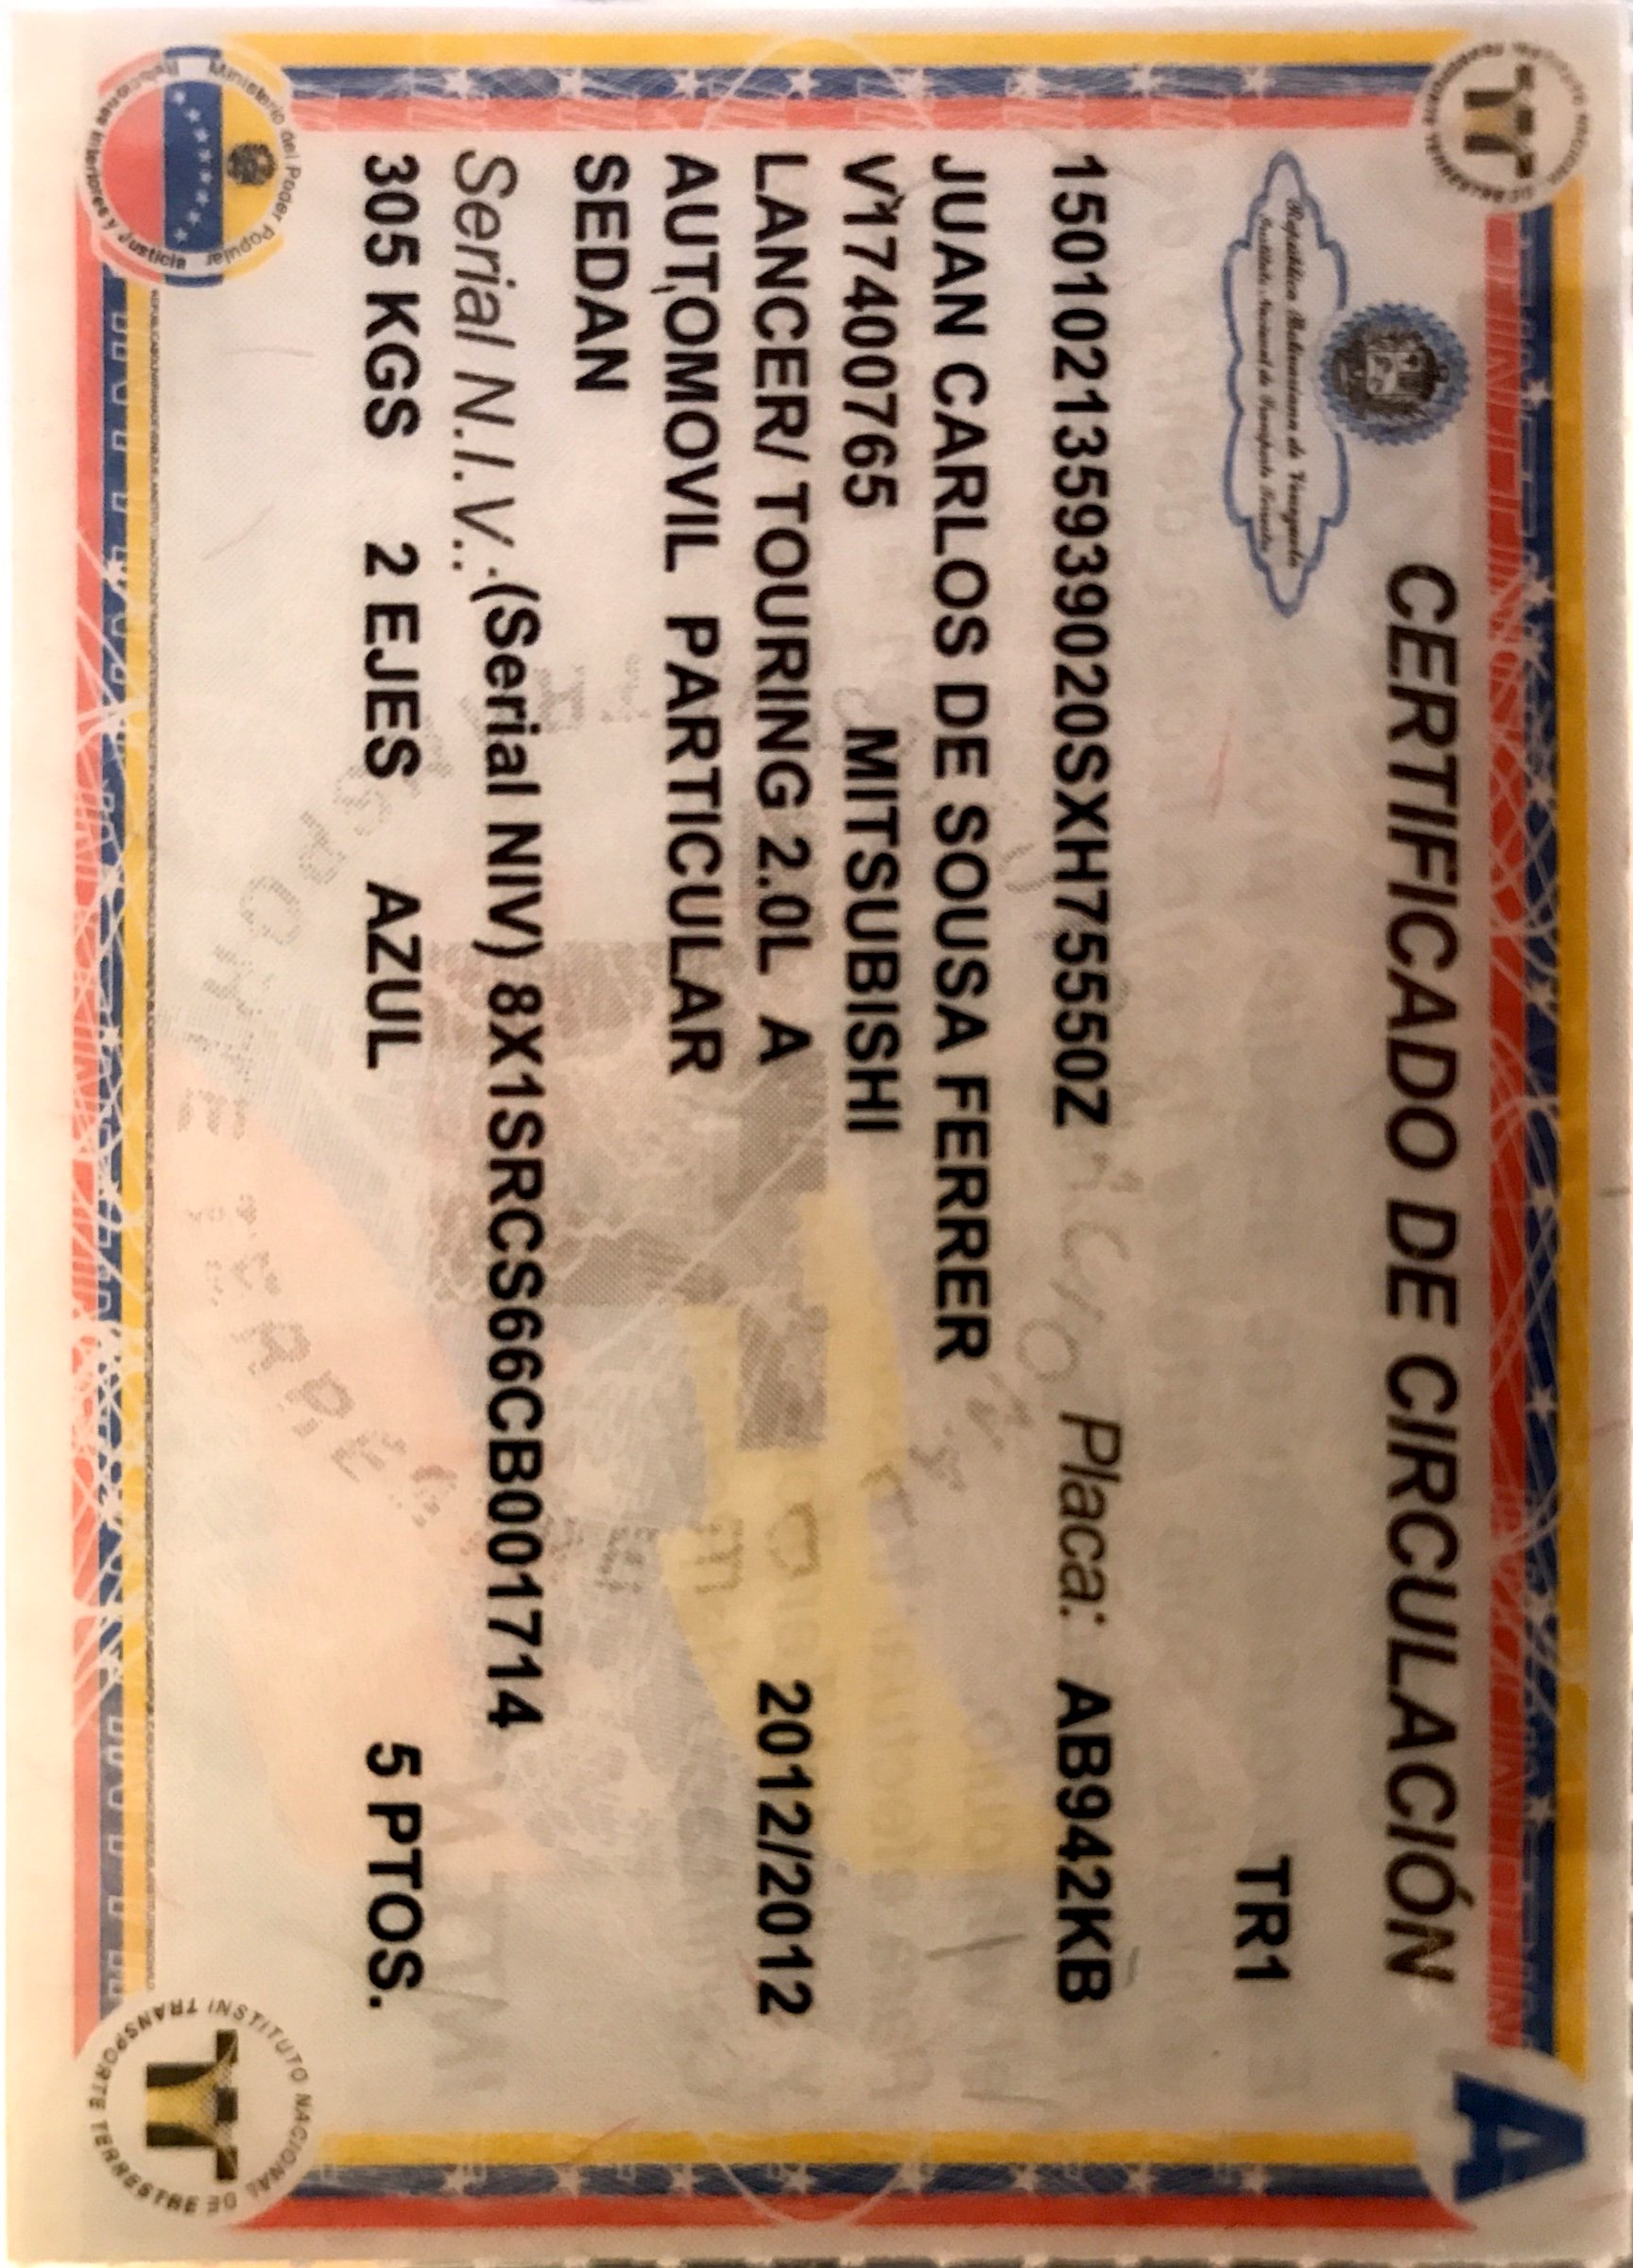 INSTITUTO NACIONAL DE TRANSPORTE TERRESTRE
A
CERTIFICADO DE CIRCULACIÓN
República Bolivariana de Venezuela
Instituto Nacional de Transporte Terrestre
TR1
150102135939020SXH75550Z Placa: AB942KB
JUAN CARLOS DE SOUSA FERRER
V17400765 MITSUBISHI
LANCER/ TOURING 2.0L A 2012/2012
AUTOMOVIL PARTICULAR
SEDAN
Serial N.I.V.: (Serial NIV) 8X1SRCS66CB001714
305 KGS 2 EJES AZUL 5 PTOS.
Ministerio del Poder Popular
Relaciones Interiores y Justicia
INSTITUTO NACIONAL DE TRANSPORTE TERRESTRE